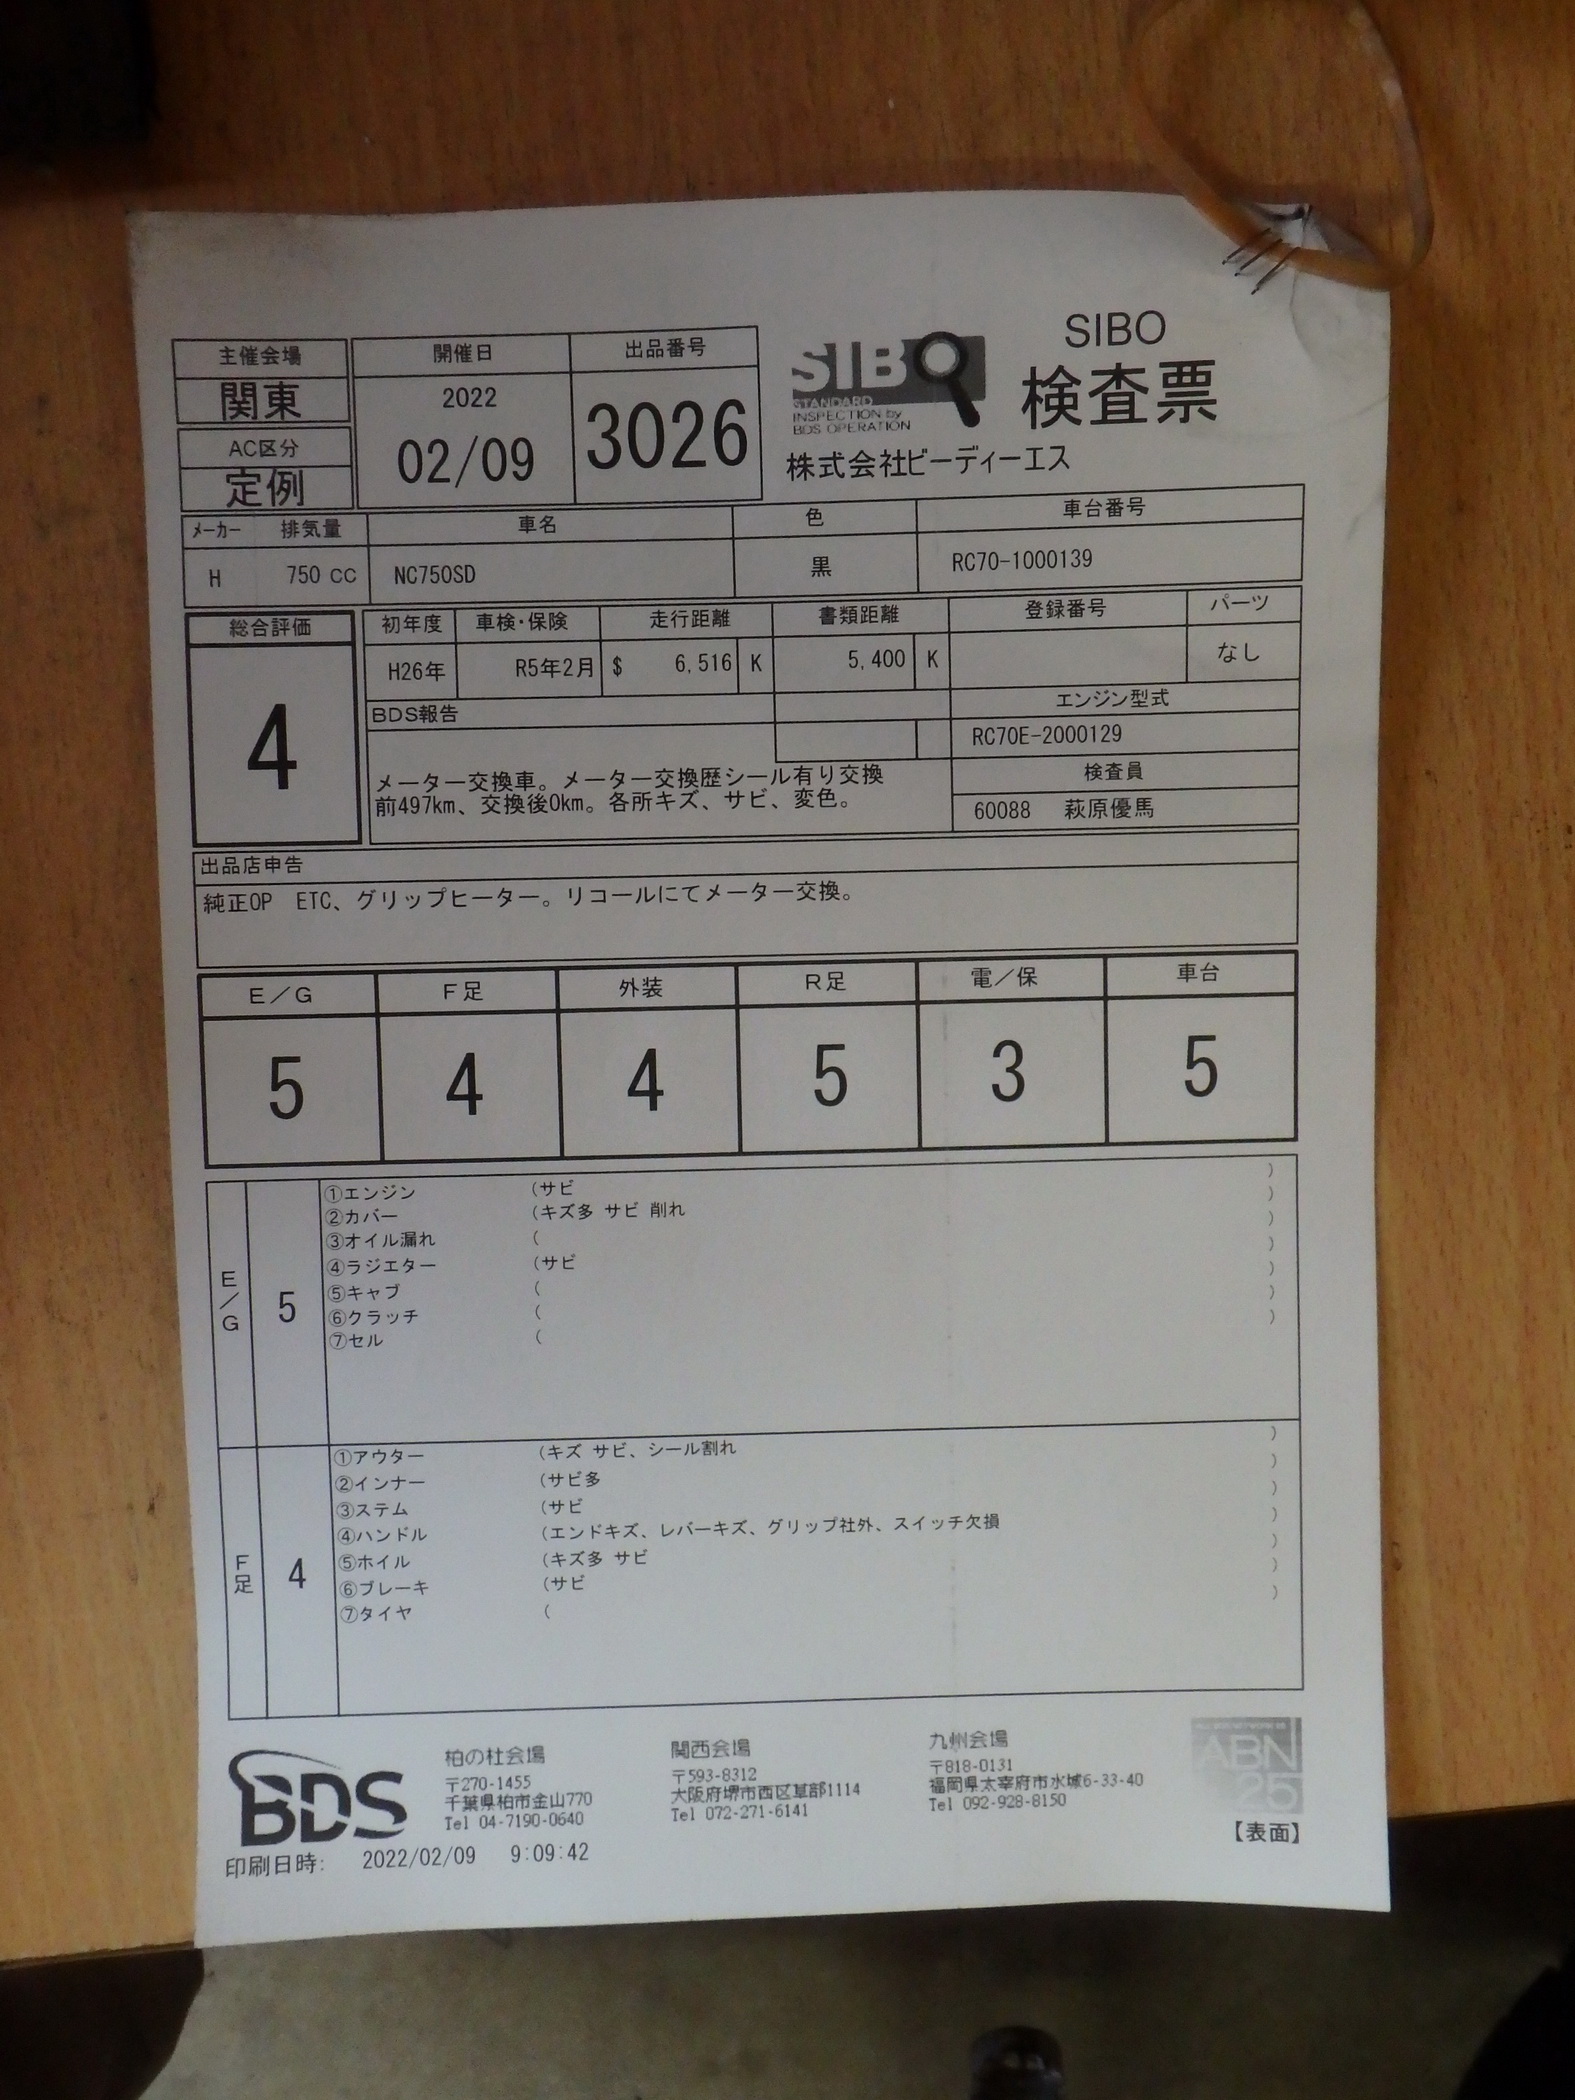 主催会場 開催日 出品番号
関東 2022 02/09 3026
AC区分
定例
SIBO
STANDARD
INSPECTION by
BDS OPERATION
SIBO
検査票
株式会社ビーディーエス
メーカー 排気量 車名 色 車台番号
H 750 CC NC750SD 黒 RC70-1000139
総合評価 初年度 車検・保険 走行距離 書類距離 登録番号 パーツ
4 H26年 R5年2月 $ 6,516 K 5,400 K なし
BDS報告 エンジン型式
RC70E-2000129
メーター交換車。メーター交換歴シール有り交換
前497km、交換後0km。各所キズ、サビ、変色。
検査員
60088 萩原優馬
出品店申告
純正OP ETC、グリップヒーター。リコールにてメーター交換。
E/G F足 外装 R足 電/保 車台
5 4 4 5 3 5
E/G 5
①エンジン (サビ )
②カバー (キズ多 サビ 削れ )
③オイル漏れ ( )
④ラジエター (サビ )
⑤キャブ ( )
⑥クラッチ ( )
⑦セル ( )
F足 4
①アウター (キズ サビ、シール割れ )
②インナー (サビ多 )
③ステム (サビ )
④ハンドル (エンドキズ、レバーキズ、グリップ社外、スイッチ欠損 )
⑤ホイル (キズ多 サビ )
⑥ブレーキ (サビ )
⑦タイヤ ( )
BDS
柏の杜会場
〒270-1455
千葉県柏市金山770
Tel 04-7190-0640
関西会場
〒593-8312
大阪府堺市西区草部1114
Tel 072-271-6141
九州会場
〒818-0131
福岡県太宰府市水城6-33-40
Tel 092-928-8150
ABN
25
【表面】
印刷日時: 2022/02/09 9:09:42